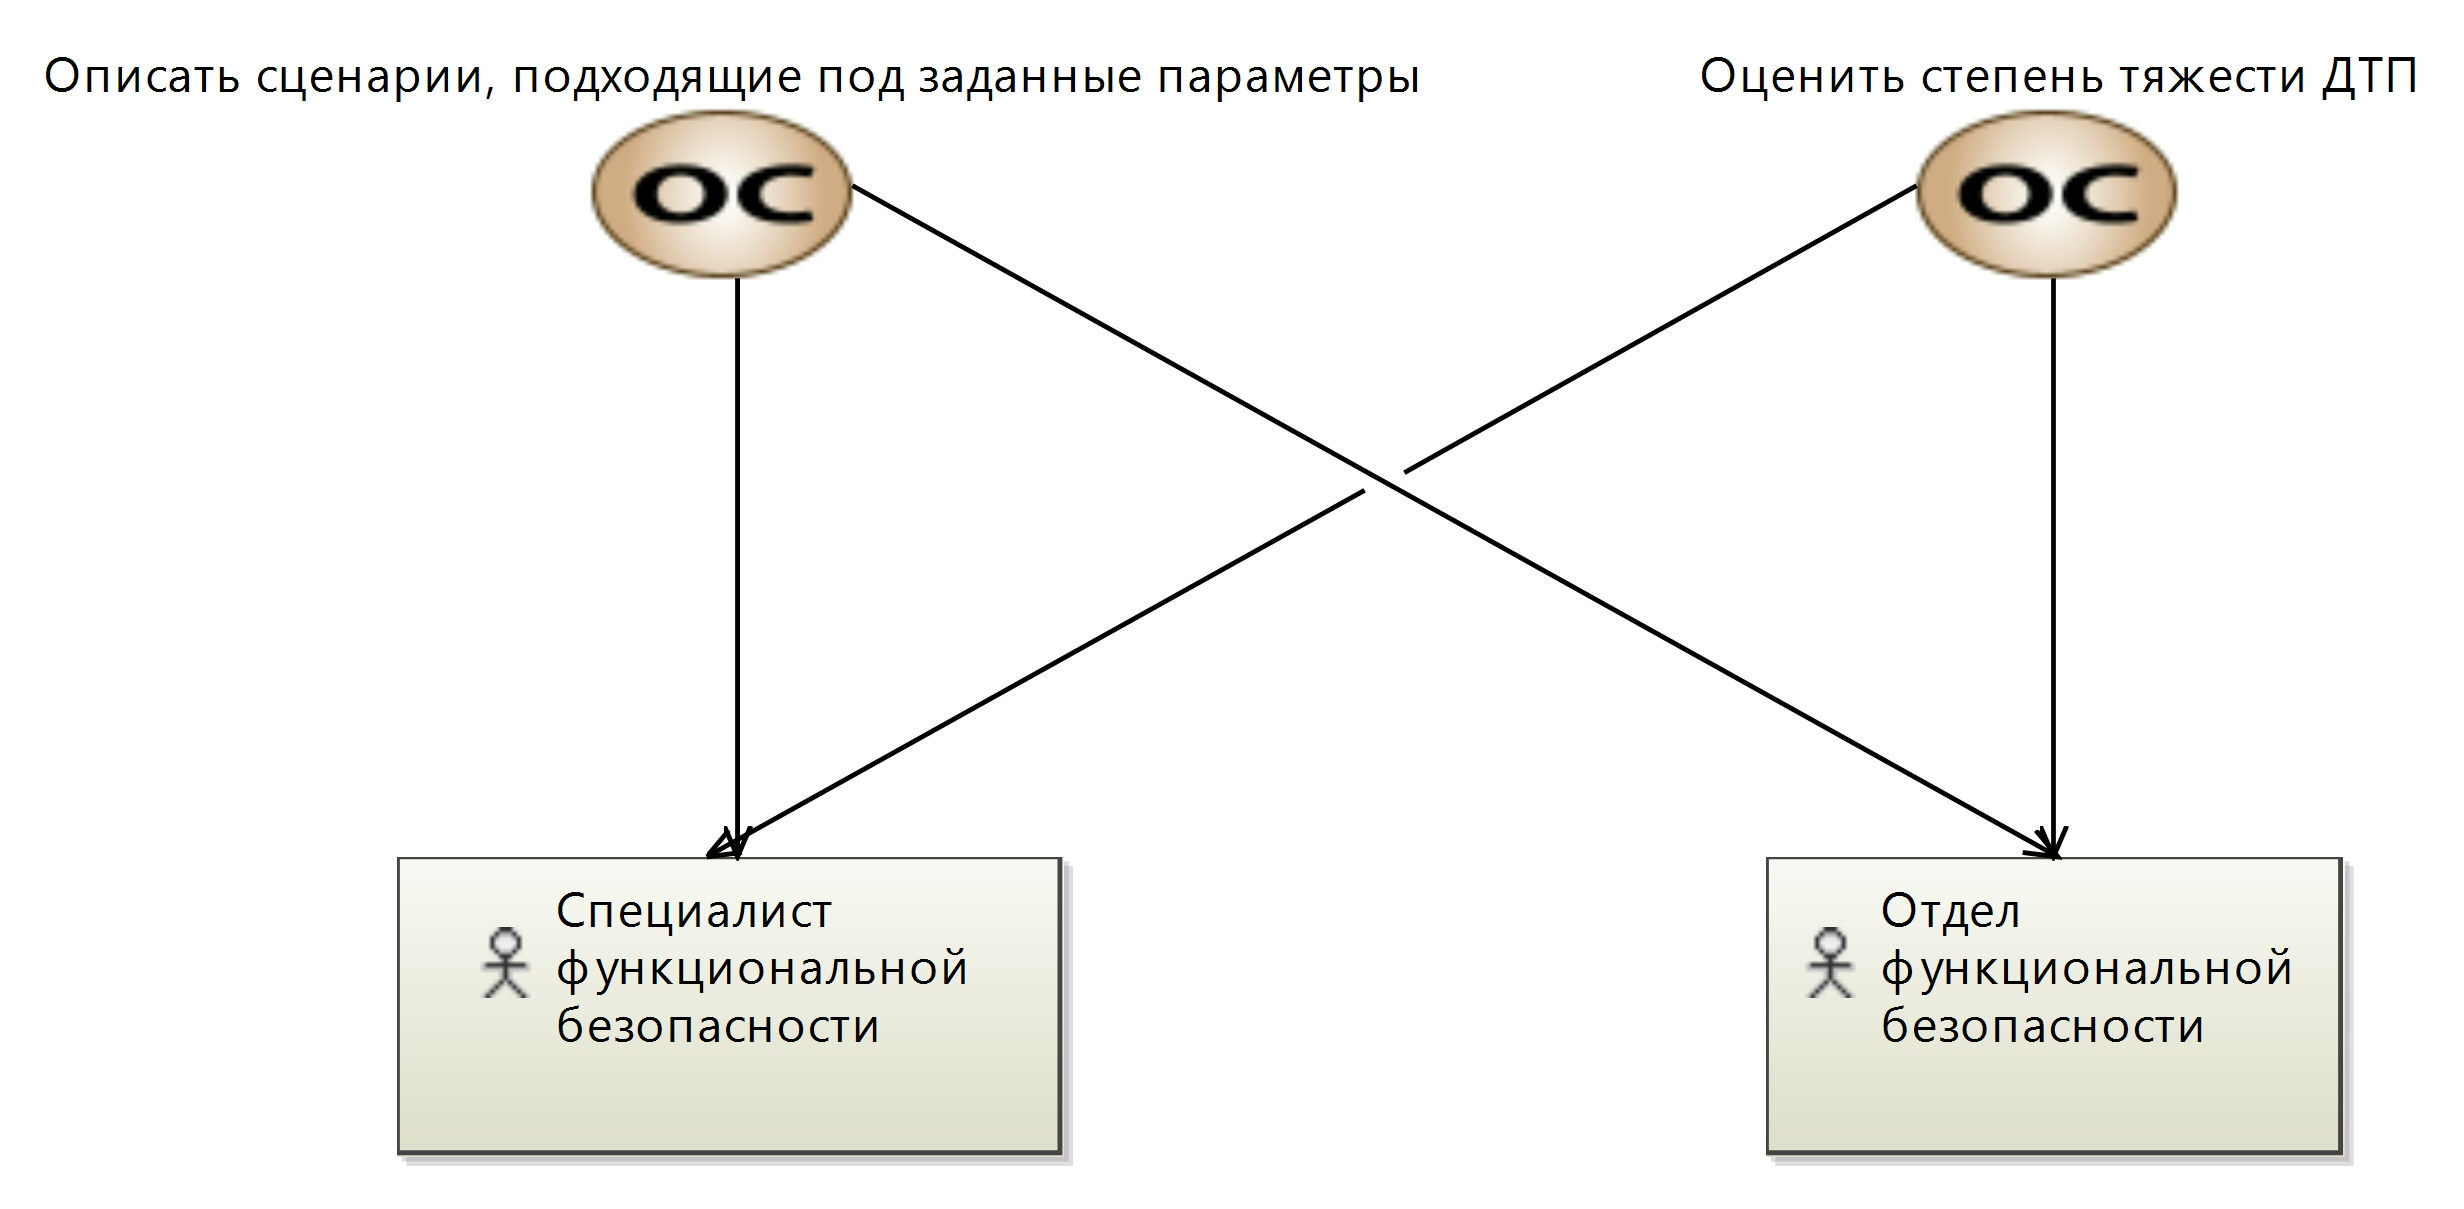 Описать сценарии, подходящие под заданные параметры
Оценить степень тяжести ДТП
OC
OC
Специалист
функциональной
безопасности
Отдел
функциональной
безопасности